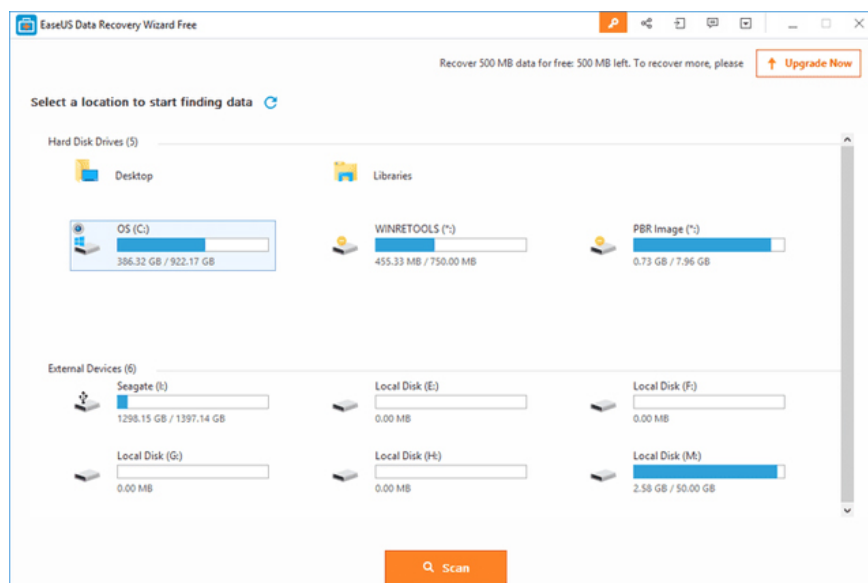 EaseUS Data Recovery Wizard Free
Recover 500 MB data for free: 500 MB left. To recover more, please
Upgrade Now
Select a location to start finding data
Hard Disk Drives (5)
Desktop
Libraries
OS (C:)
386.32 GB / 922.17 GB
WINRETOOLS (*:)
455.33 MB / 750.00 MB
PBR Image (*:)
0.73 GB / 7.96 GB
External Devices (6)
Seagate (I:)
1298.15 GB / 1397.14 GB
Local Disk (E:)
0.00 MB
Local Disk (F:)
0.00 MB
Local Disk (G:)
0.00 MB
Local Disk (H:)
0.00 MB
Local Disk (M:)
2.58 GB / 50.00 GB
Scan